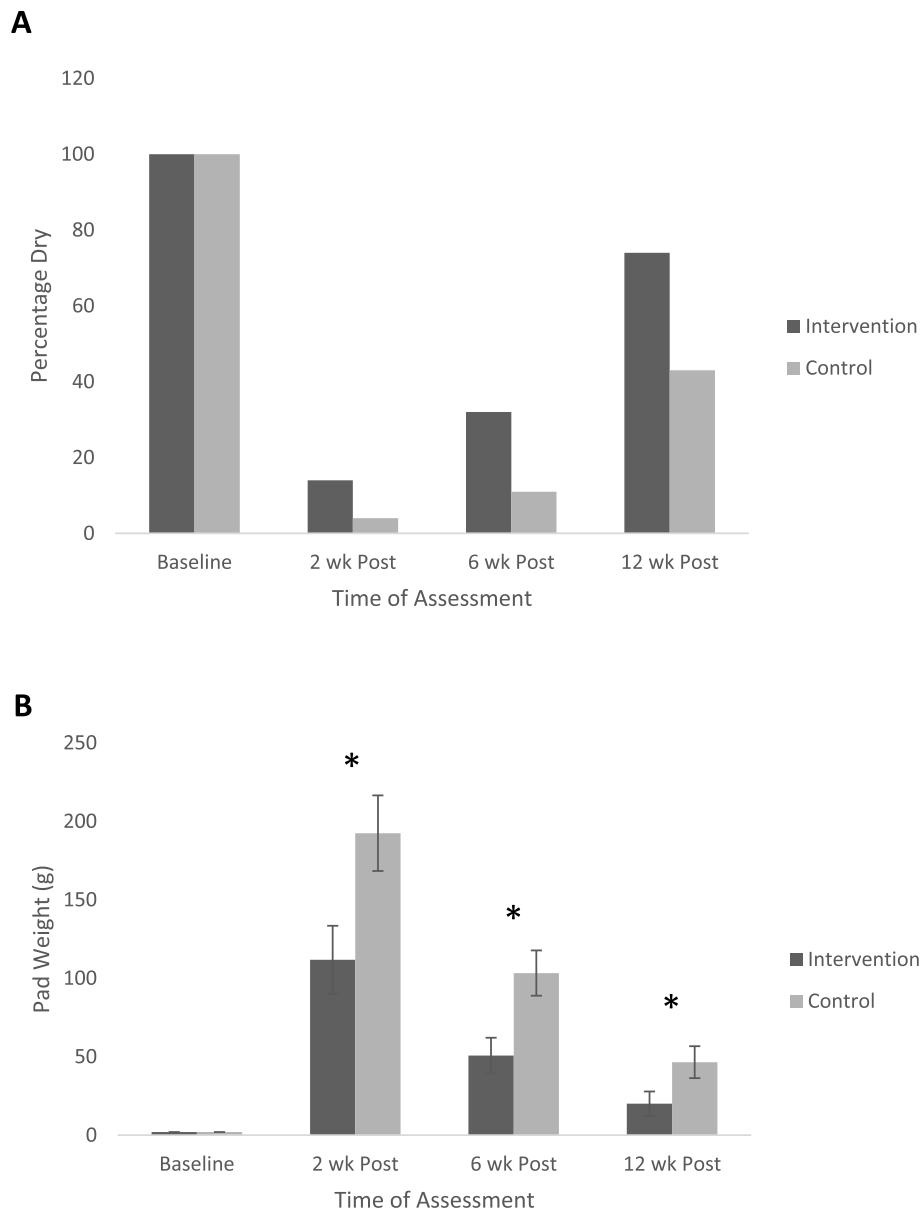 A
120
100
80
60
40
20
0
Percentage Dry
Baseline 2 wk Post 6 wk Post 12 wk Post
Time of Assessment
Intervention
Control
B
250
200
150
100
50
0
Pad Weight (g)
* * *
Baseline 2 wk Post 6 wk Post 12 wk Post
Time of Assessment
Intervention
Control